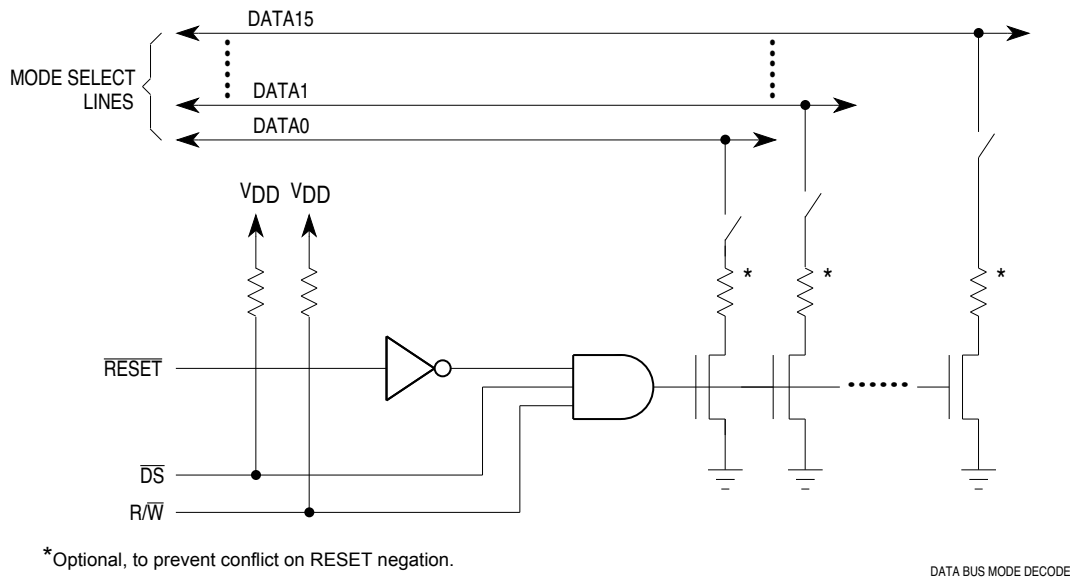 DATA15
MODE SELECT
LINES
DATA1
DATA0
VDD VDD
* * *
RESET
DS
R/W
*Optional, to prevent conflict on RESET negation.
DATA BUS MODE DECODE